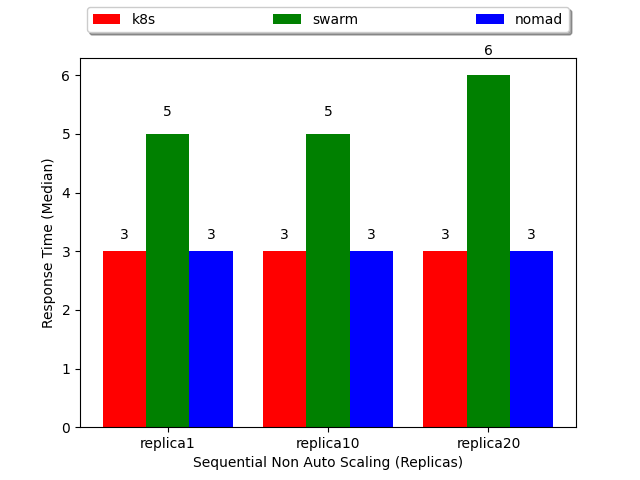 k8s swarm nomad
6
6
5 5
5
4
3 3 3 3 3 3
3
2
1
0
Response Time (Median)
replica1 replica10 replica20
Sequential Non Auto Scaling (Replicas)